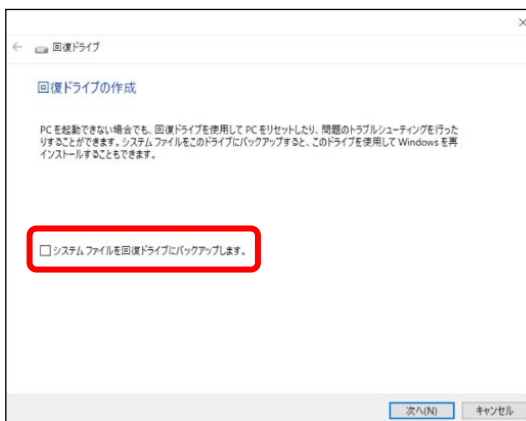 回復ドライブ
回復ドライブの作成
PC を起動できない場合でも、回復ドライブを使用して PC をリセットしたり、問題のトラブルシューティングを行った
りすることができます。システム ファイルをこのドライブにバックアップすると、このドライブを使用して Windows を再
インストールすることもできます。
システム ファイルを回復ドライブにバックアップします。
次へ(N) キャンセル